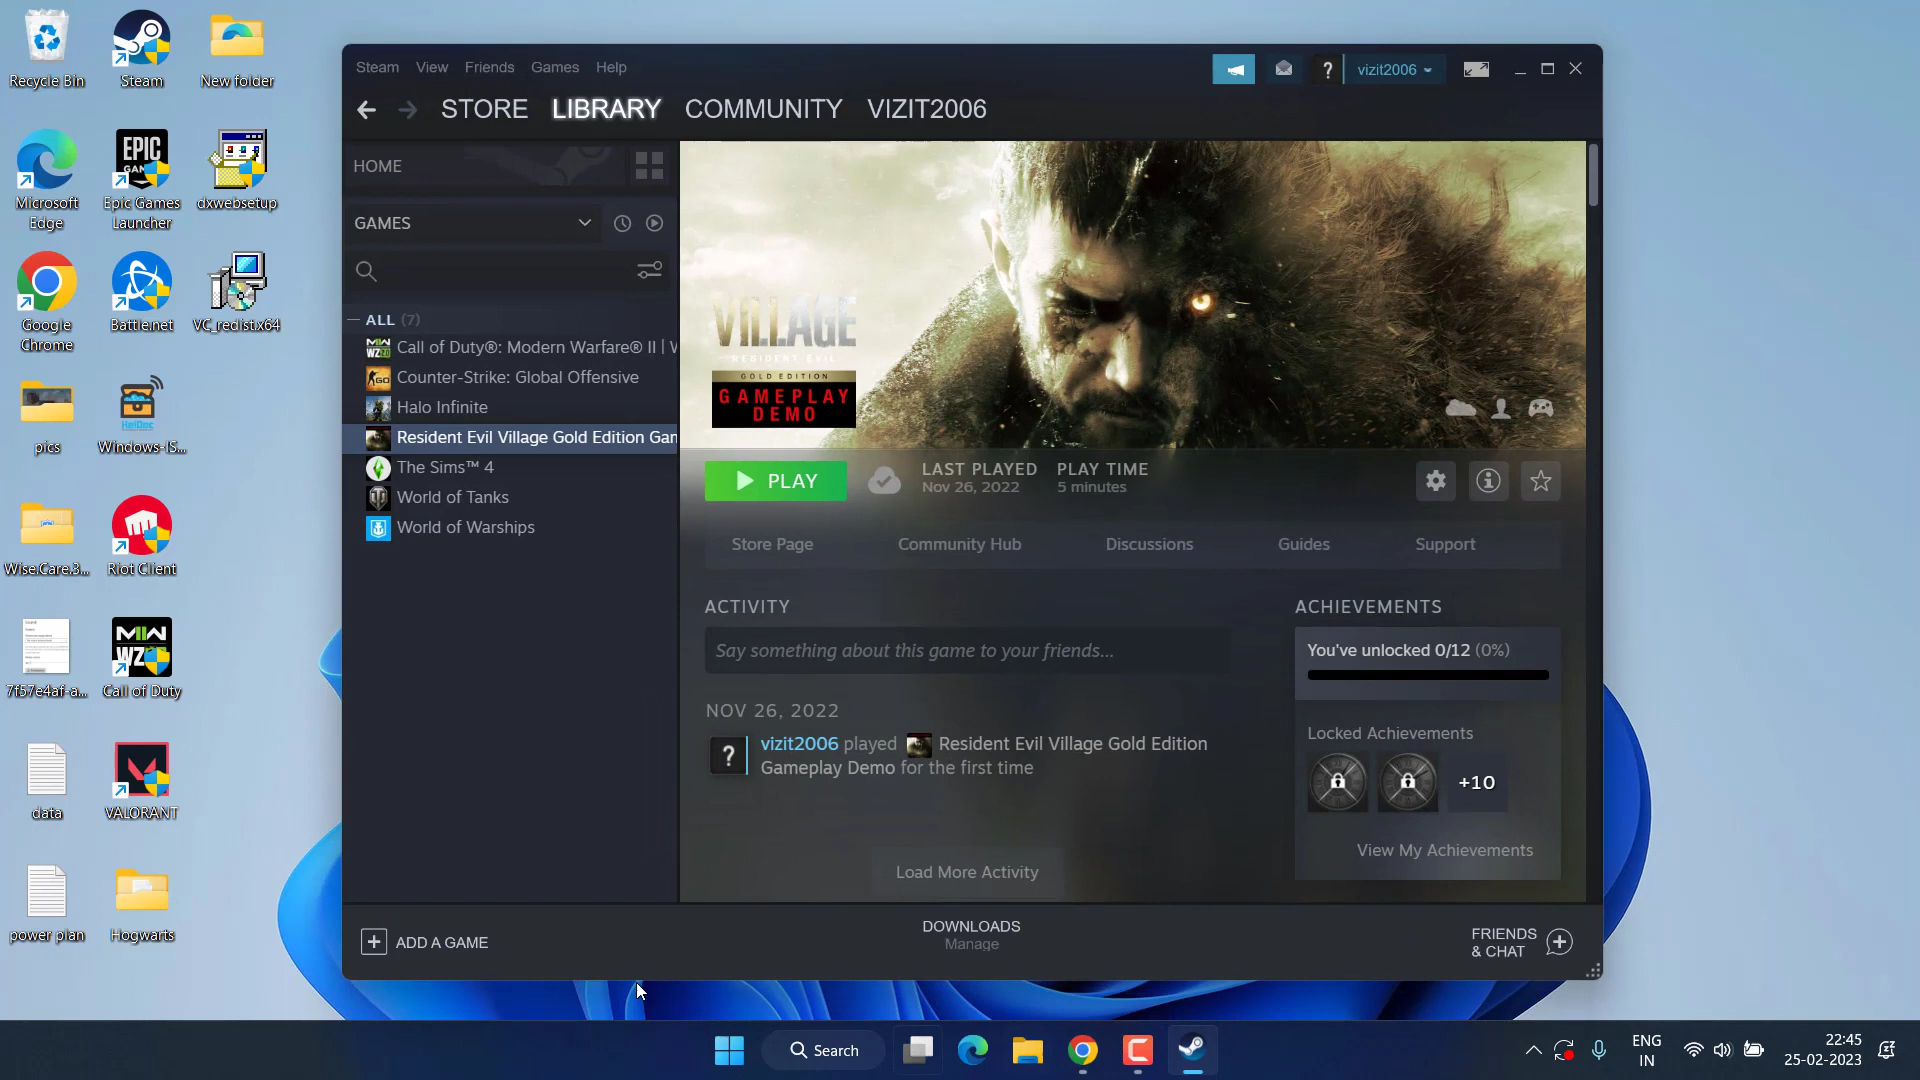 Recycle Bin
Steam
New folder
Microsoft
Edge
Epic Games
Launcher
dxwebsetup
Google
Chrome
Battle.net
VC_redist.x64
pics
Windows-IS...
Wise.Care.3...
Riot Client
7f57e4af-a...
Call of Duty
data
VALORANT
power plan
Hogwarts
Steam View Friends Games Help
vizit2006
STORE LIBRARY COMMUNITY VIZIT2006
HOME
GAMES
ALL (7)
Call of Duty®: Modern Warfare® II | W
Counter-Strike: Global Offensive
Halo Infinite
Resident Evil Village Gold Edition Gam
The Sims™ 4
World of Tanks
World of Warships
ADD A GAME
VILLAGE
RESIDENT EVIL
GOLD EDITION
GAMEPLAY
DEMO
PLAY
LAST PLAYED
Nov 26, 2022
PLAY TIME
5 minutes
Store Page Community Hub Discussions Guides Support
ACTIVITY
Say something about this game to your friends...
NOV 26, 2022
vizit2006 played Resident Evil Village Gold Edition
Gameplay Demo for the first time
Load More Activity
ACHIEVEMENTS
You've unlocked 0/12 (0%)
Locked Achievements
+10
View My Achievements
DOWNLOADS
Manage
FRIENDS
& CHAT
Search
ENG
IN
22:45
25-02-2023